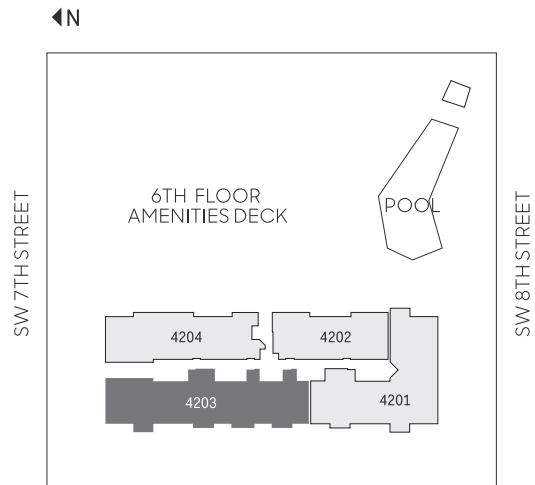 N
6TH FLOOR
AMENITIES DECK
POOL
SW 7TH STREET
SW 8TH STREET
4204
4202
4203
4201